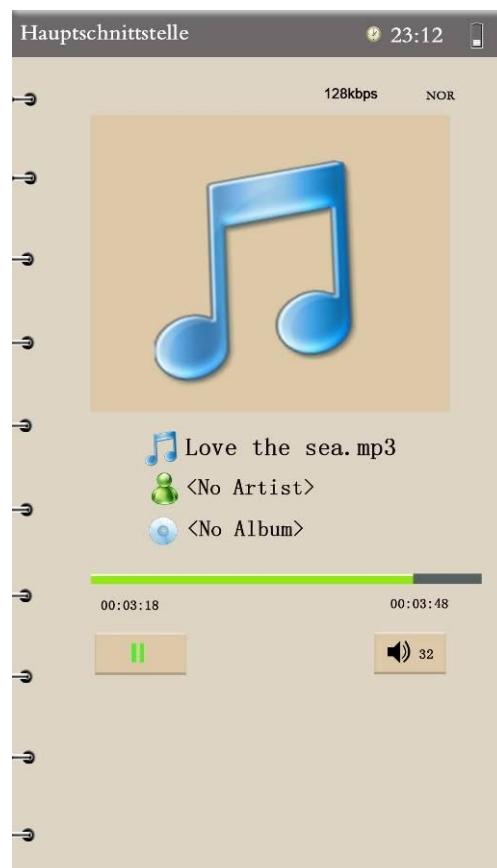 Hauptschnittstelle 23:12
128kbps NOR
Love the sea.mp3
<No Artist>
<No Album>
00:03:18 00:03:48
32